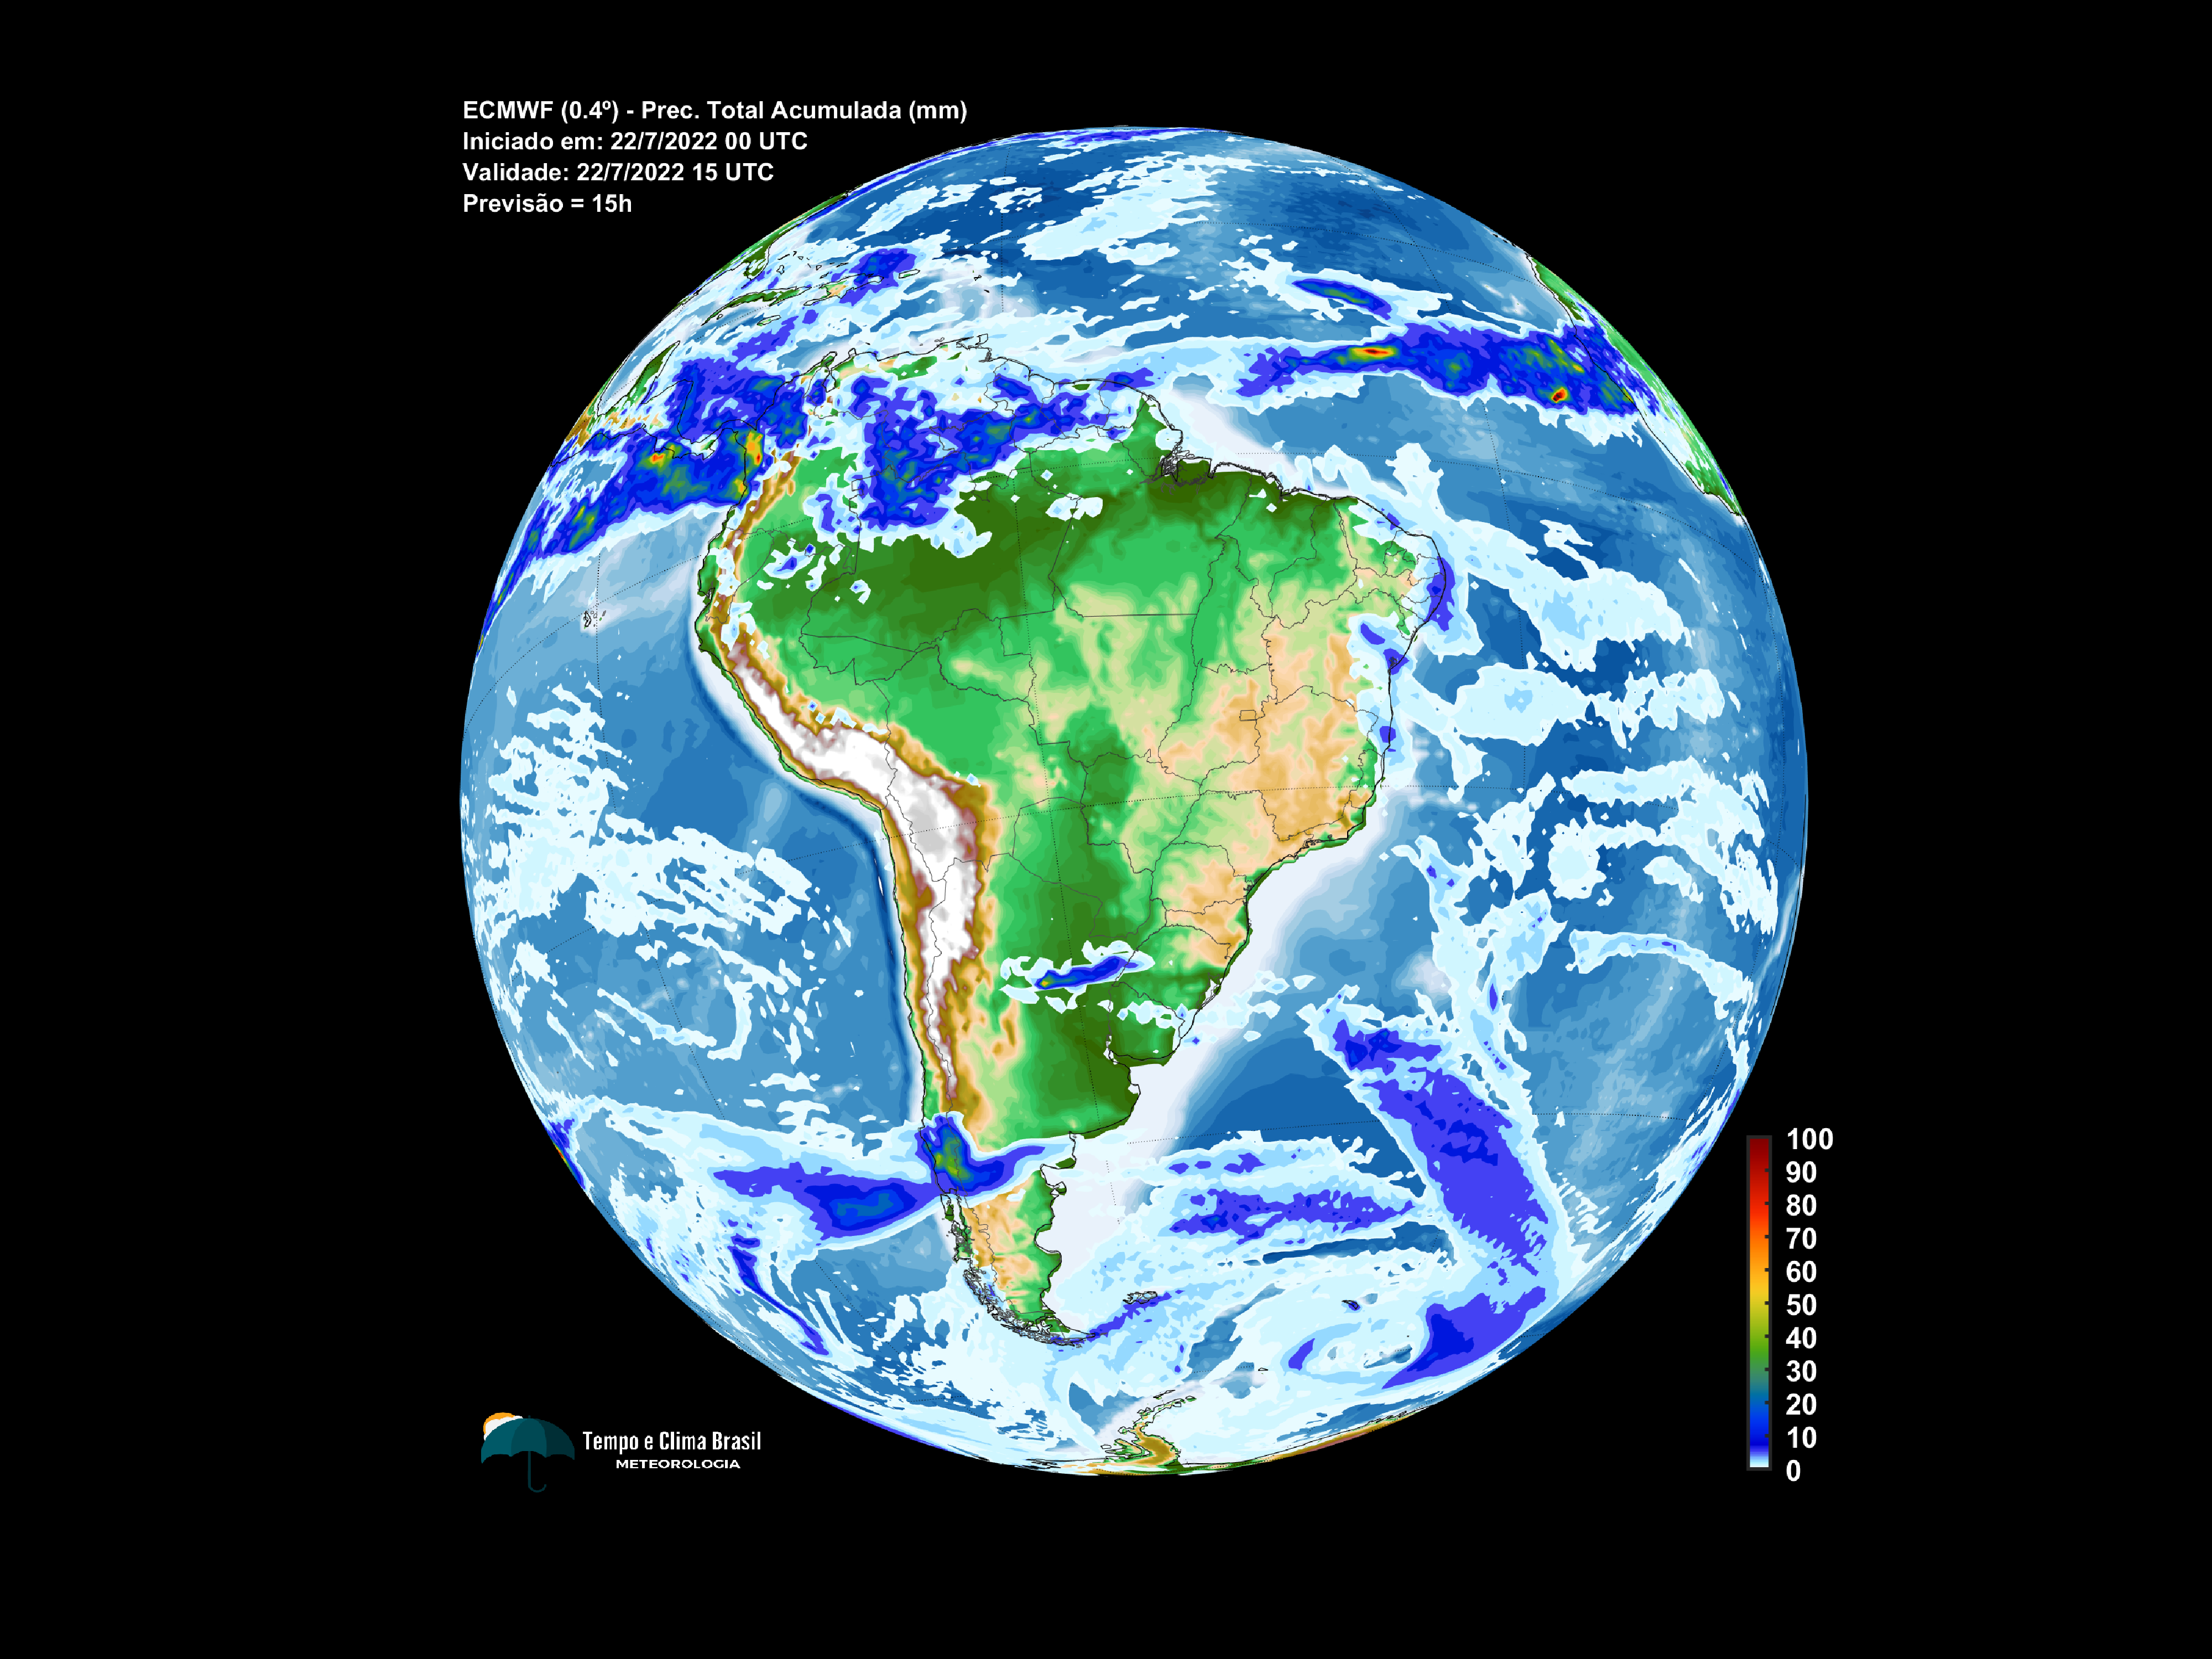 ECMWF (0.4º) - Prec. Total Acumulada (mm)
Iniciado em: 22/7/2022 00 UTC
Validade: 22/7/2022 15 UTC
Previsão = 15h
100
90
80
70
60
50
40
30
20
10
0
Tempo e Clima Brasil
METEOROLOGIA